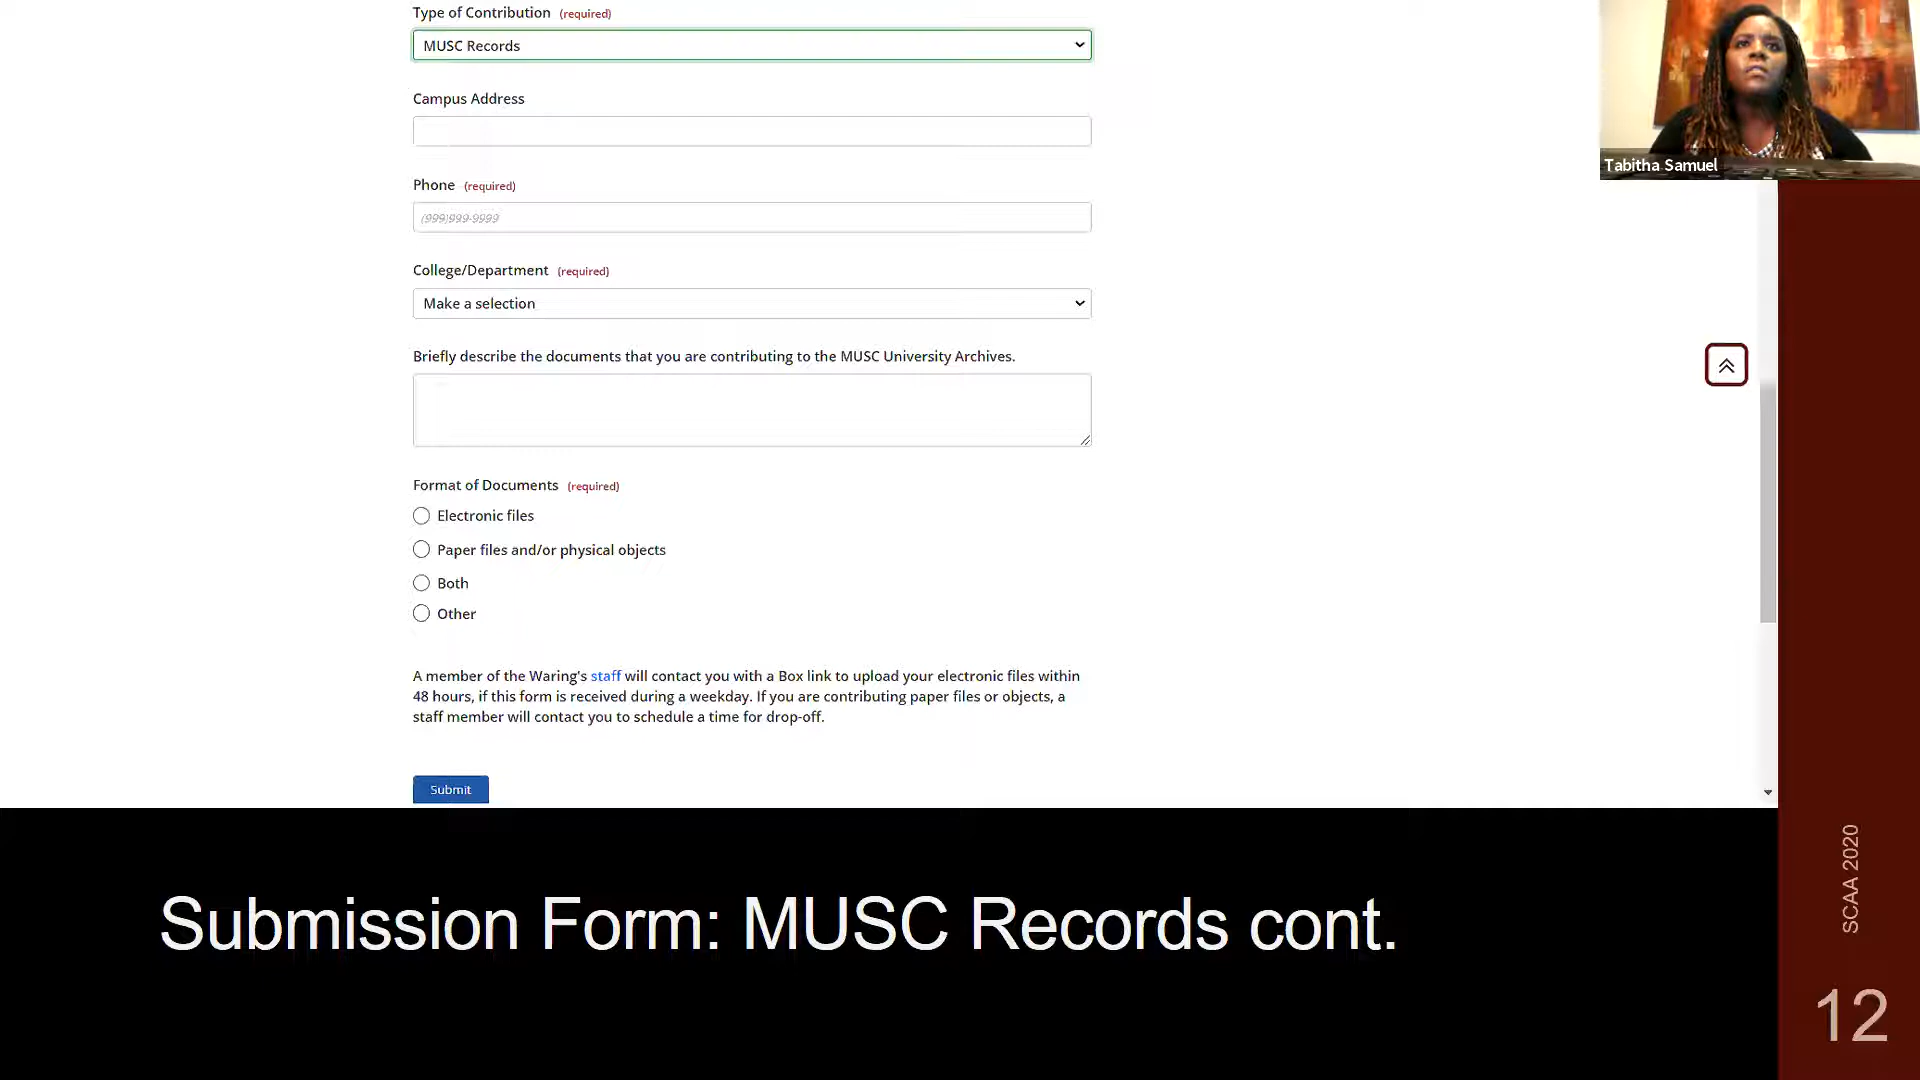 Type of Contribution (required)
MUSC Records
Campus Address
Phone (required)
(999)999-9999
College/Department (required)
Make a selection
Briefly describe the documents that you are contributing to the MUSC University Archives.
Format of Documents (required)
Electronic files
Paper files and/or physical objects
Both
Other
A member of the Waring's staff will contact you with a Box link to upload your electronic files within
48 hours, if this form is received during a weekday. If you are contributing paper files or objects, a
staff member will contact you to schedule a time for drop-off.
Submit
Tabitha Samuel
Submission Form: MUSC Records cont.
SCAA 2020
12